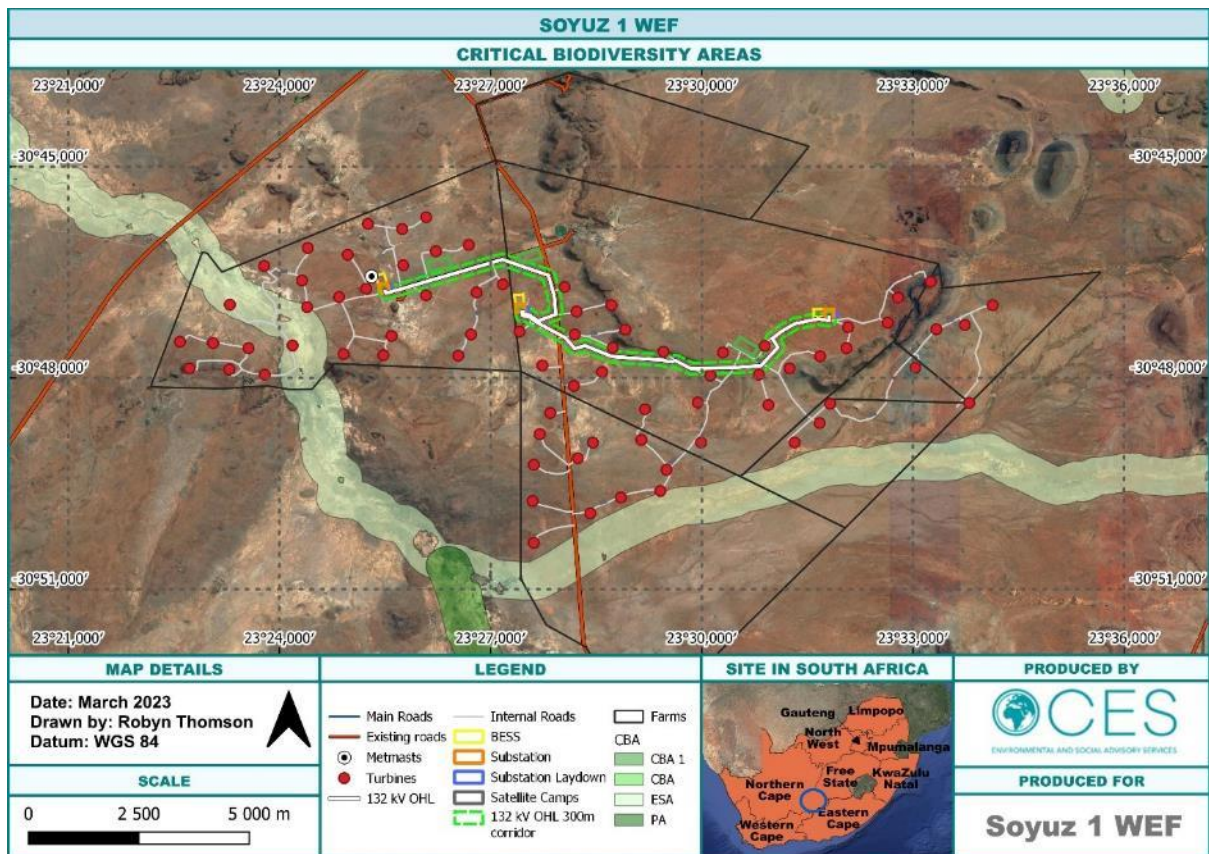 SOYUZ 1 WEF
CRITICAL BIODIVERSITY AREAS
23°21,000' 23°24,000' 23°27,000' 23°30,000' 23°33,000' 23°36,000'
-30°45,000' -30°45,000'
-30°48,000' -30°48,000'
-30°51,000' -30°51,000'
23°21,000' 23°24,000' 23°27,000' 23°30,000' 23°33,000' 23°36,000'
MAP DETAILS
Date: March 2023
Drawn by: Robyn Thomson
Datum: WGS 84
SCALE
0 2 500 5 000 m
LEGEND
Main Roads
Existing roads
Metmasts
Turbines
132 kV OHL
Internal Roads
BESS
Substation
Substation Laydown
Satellite Camps
132 kV OHL 300m
corridor
Farms
CBA
CBA 1
CBA
ESA
PA
SITE IN SOUTH AFRICA
Limpopo
Gauteng
North
West
Mpumalanga
Free
State
KwaZulu
Natal
Northern
Cape
Eastern
Cape
Western
Cape
PRODUCED BY
CES
ENVIRONMENTAL AND SOCIAL ADVISORY SERVICES
PRODUCED FOR
Soyuz 1 WEF